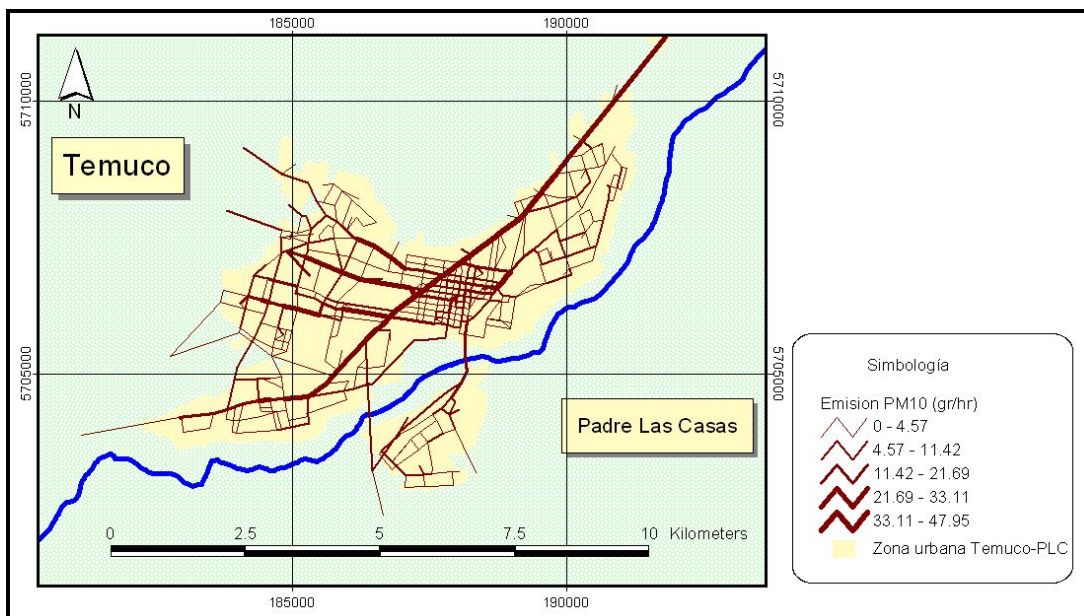 185000
190000
5710000
5710000
N
Temuco
5705000
5705000
Padre Las Casas
0
2.5
5
7.5
10
Kilometers
185000
190000
Simbología
Emision PM10 (gr/hr)
0 - 4.57
4.57 - 11.42
11.42 - 21.69
21.69 - 33.11
33.11 - 47.95
Zona urbana Temuco-PLC